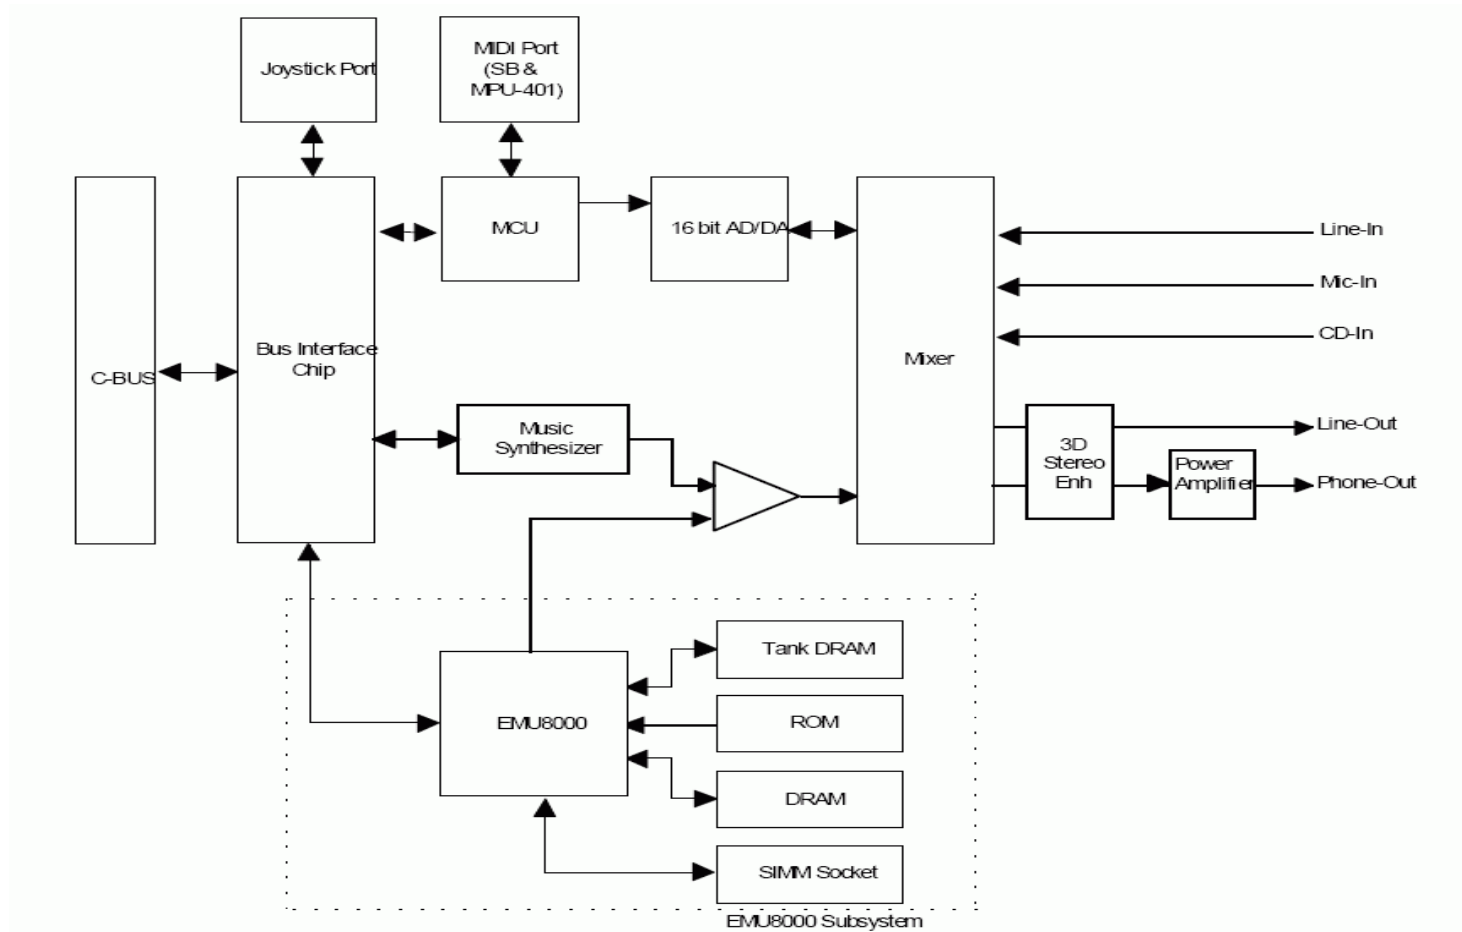 Joystick Port
MIDI Port
(SB &
MPU-401)
MCU
16 bit AD/DA
Line-In
Mic-In
CD-In
Bus Interface
Chip
Mixer
C-BUS
Music
Synthesizer
3D
Stereo
Enh
Line-Out
Power
Amplifier
Phone-Out
Tank DRAM
EMU8000
ROM
DRAM
SIMM Socket
EMU8000 Subsystem